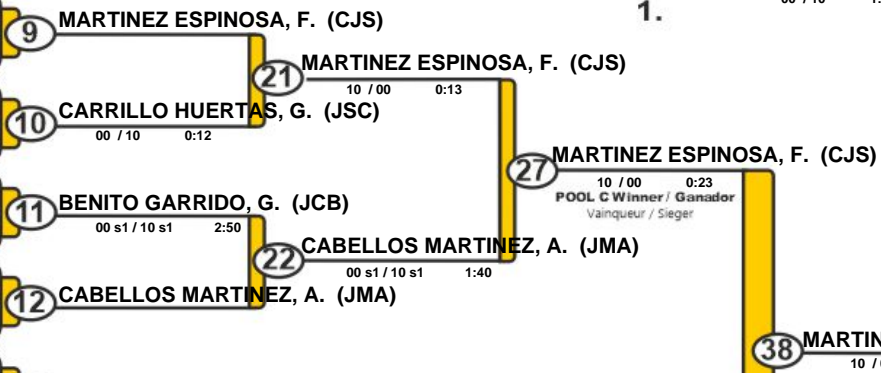 9 MARTINEZ ESPINOSA, F. (CJS)
1.
21 MARTINEZ ESPINOSA, F. (CJS)
10 / 00 0:13
10 CARRILLO HUERTAS, G. (JSC)
00 / 10 0:12
27 MARTINEZ ESPINOSA, F. (CJS)
10 / 00 0:23
POOL C Winner / Ganador
Vainqueur / Sieger
11 BENITO GARRIDO, G. (JCB)
00 s1 / 10 s1 2:50
22 CABELLOS MARTINEZ, A. (JMA)
00 s1 / 10 s1 1:40
12 CABELLOS MARTINEZ, A. (JMA)
38 MARTIN
10 /